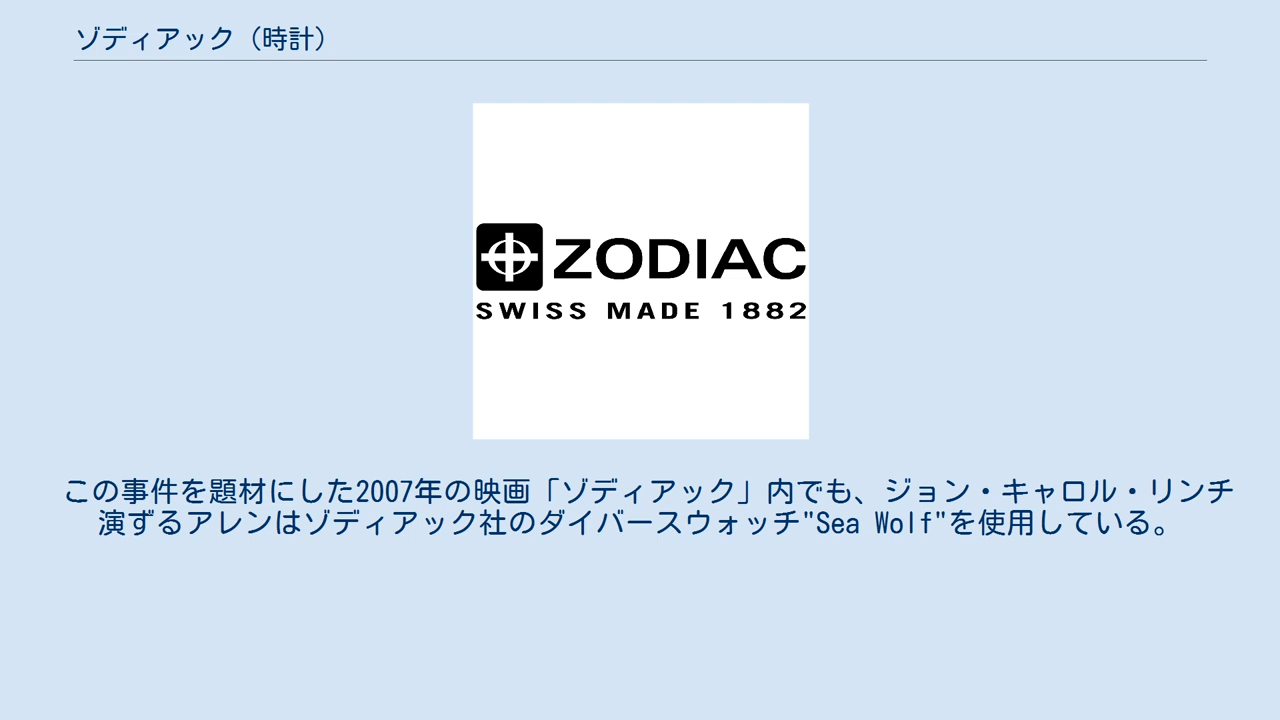 ゾディアック（時計）
ZODIAC
SWISS MADE 1882
この事件を題材にした2007年の映画「ゾディアック」内でも、ジョン・キャロル・リンチ
演ずるアレンはゾディアック社のダイバースウォッチ"Sea Wolf"を使用している。